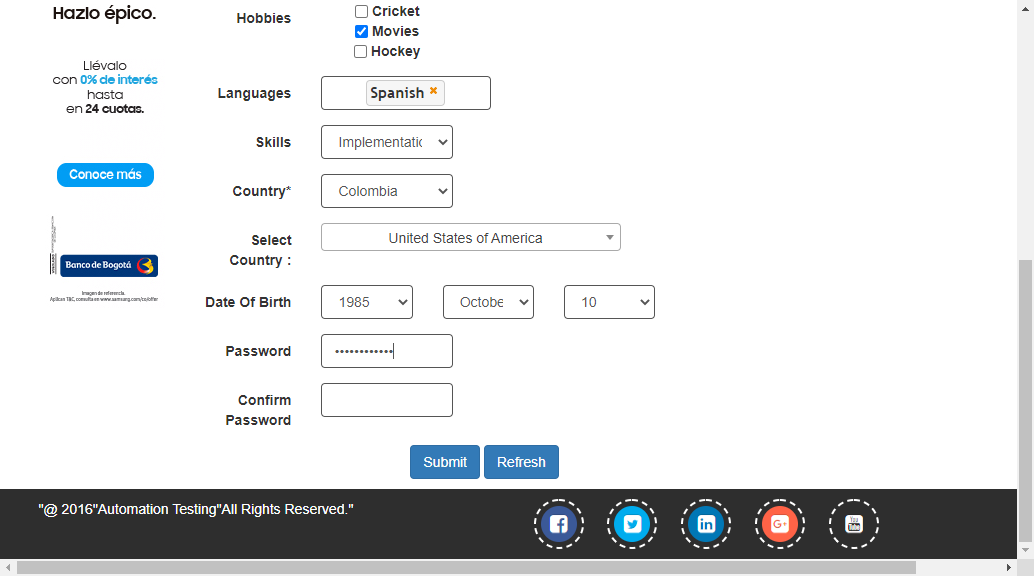 Hazlo épico.
Llévalo
con 0% de interés
hasta
en 24 cuotas.
Conoce más
Banco de Bogotá
Imagen de referencia.
Aplican T&C, consulta en www.samsung.com/co/offer
Hobbies
Cricket
Movies
Hockey
Languages
Spanish
Skills
Implementatic
Country*
Colombia
Select
Country :
United States of America
Date Of Birth
1985
Octobe
10
Password
Confirm
Password
Submit
Refresh
"@ 2016"Automation Testing"All Rights Reserved."
f
in
G+
You
Tube